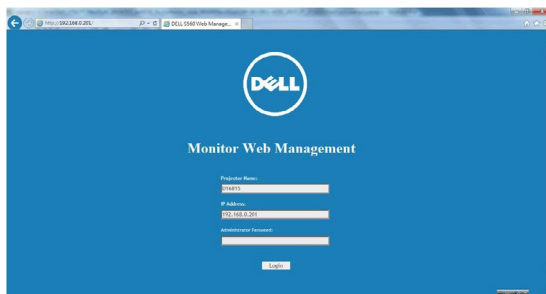 http://192.168.0.201/
DELL S560 Web Manage...
DELL
Monitor Web Management
Projector Name:
IP Address:
192.168.0.201
Administrator Password:
Login